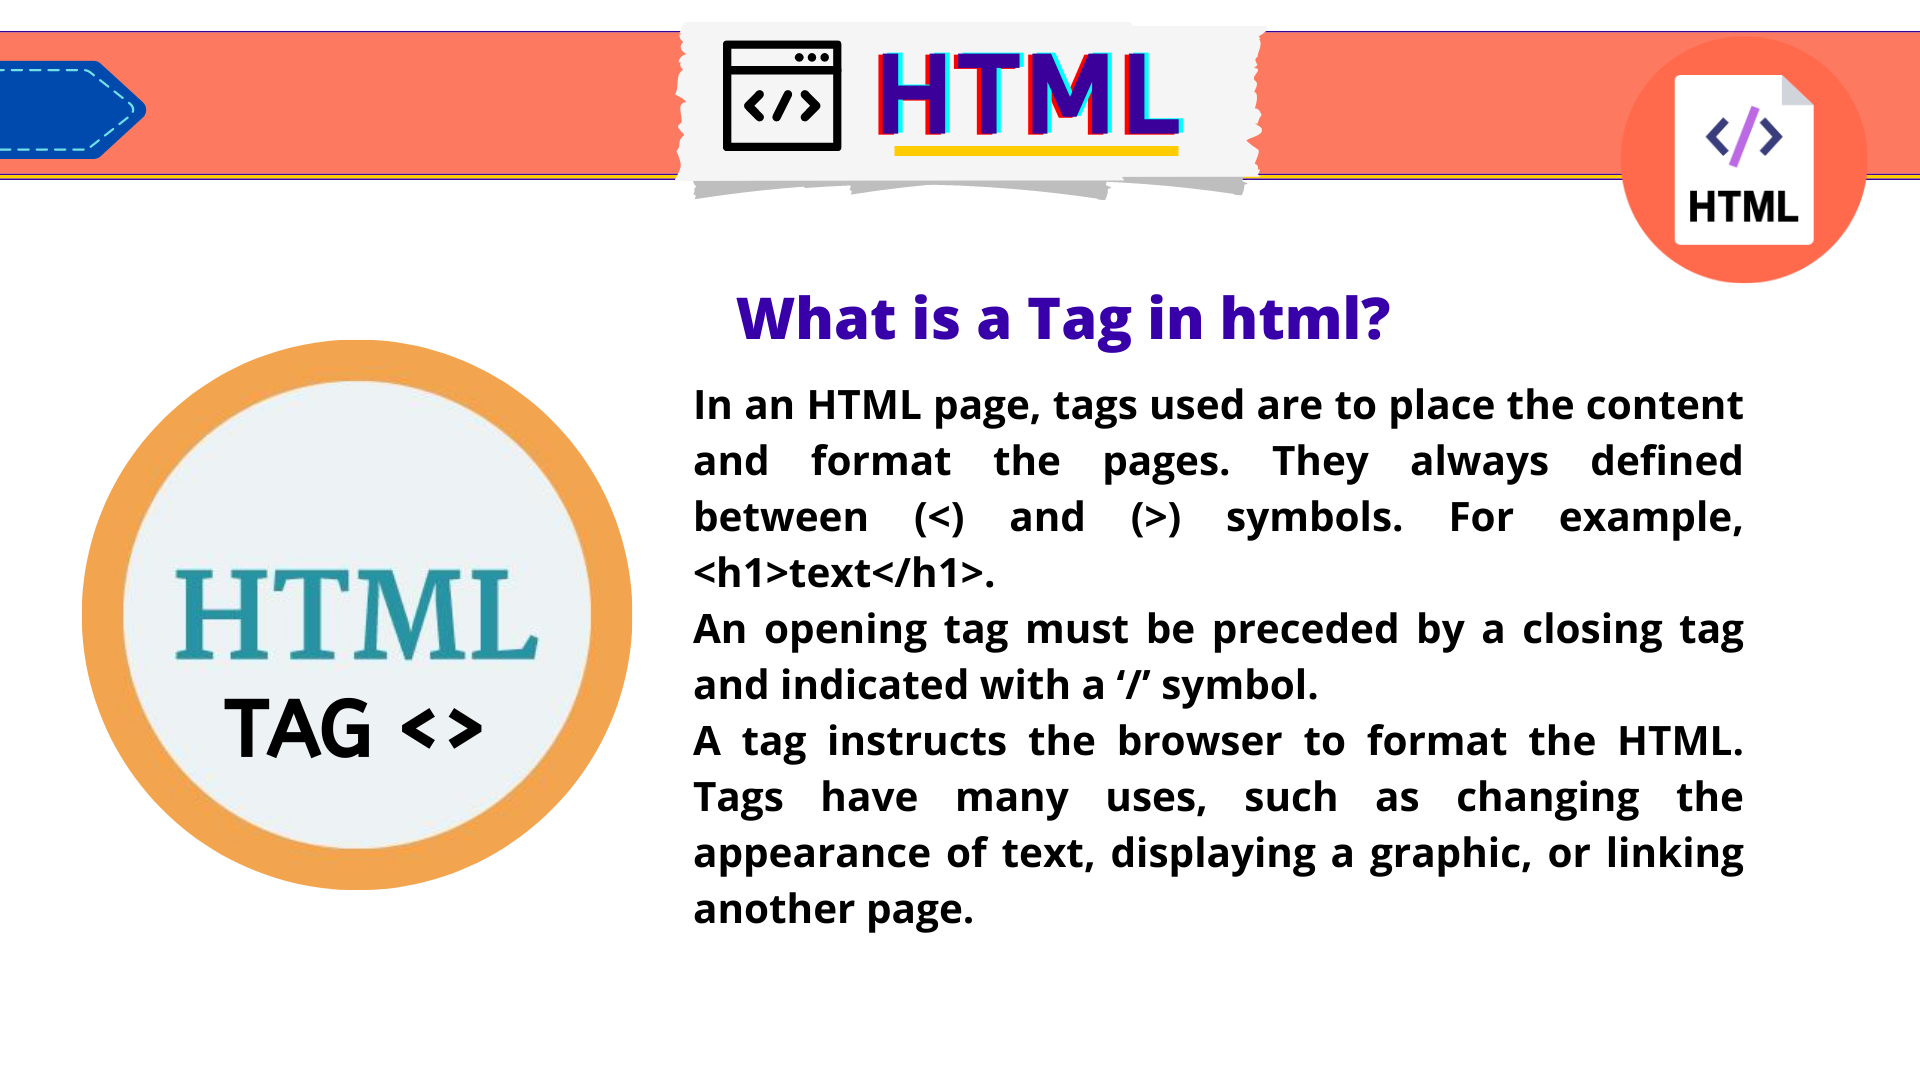 </> HTML
</>
HTML
What is a Tag in html?
In an HTML page, tags used are to place the content
and format the pages. They always defined
between (<) and (>) symbols. For example,
<h1>text</h1>.
An opening tag must be preceded by a closing tag
and indicated with a ‘/’ symbol.
A tag instructs the browser to format the HTML.
Tags have many uses, such as changing the
appearance of text, displaying a graphic, or linking
another page.
HTML
TAG <>